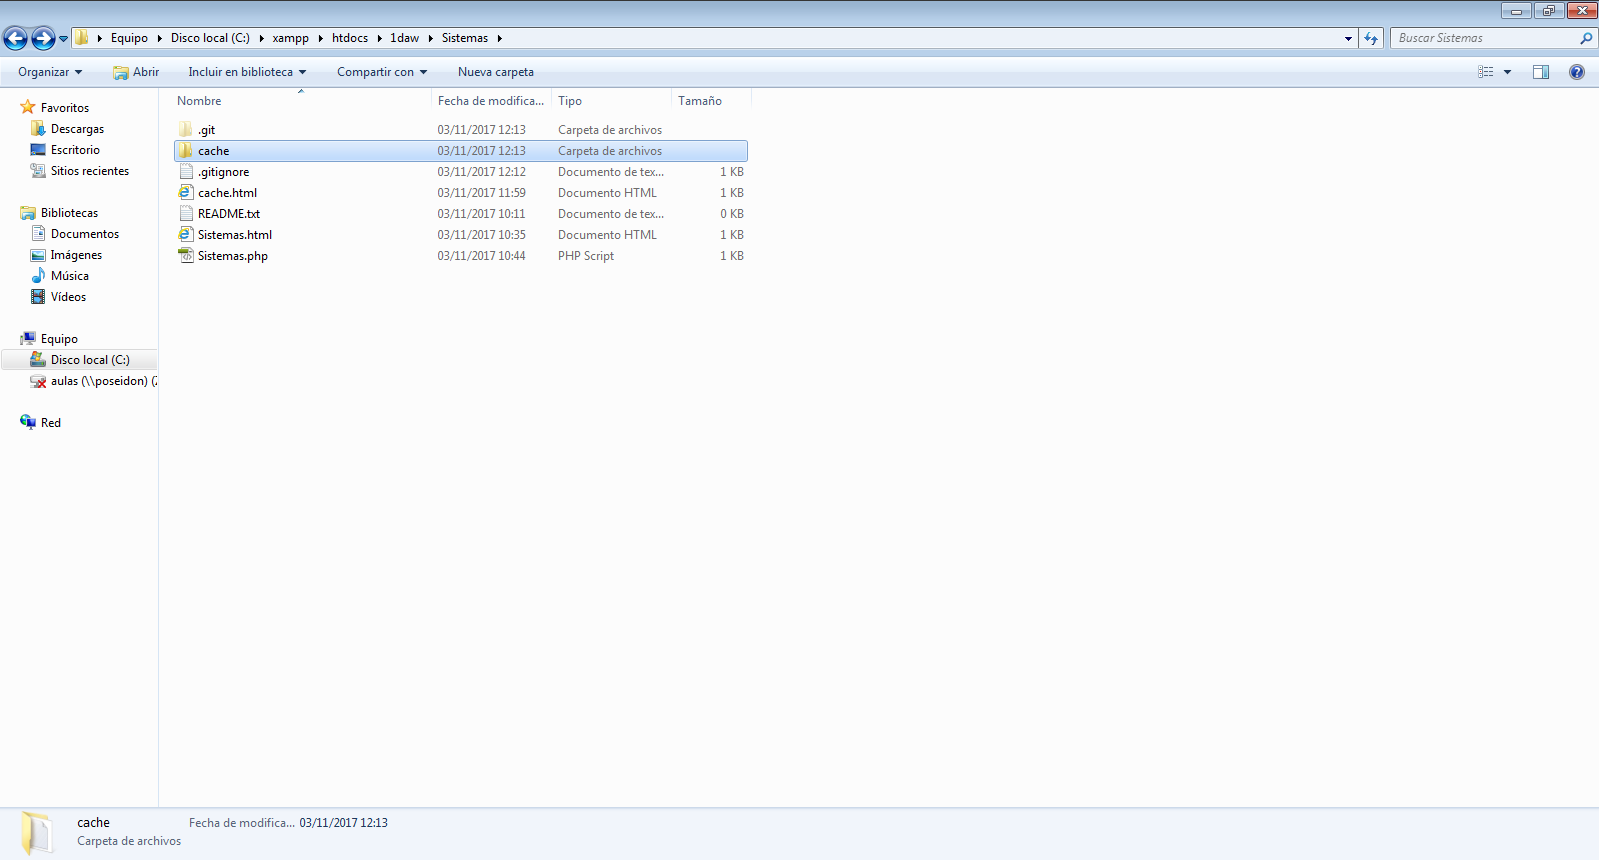 Equipo Disco local (C:) xampp htdocs 1daw Sistemas
Buscar Sistemas
Organizar Abrir Incluir en biblioteca Compartir con Nueva carpeta
Nombre Fecha de modifica... Tipo Tamaño
Favoritos
Descargas
Escritorio
Sitios recientes
Bibliotecas
Documentos
Imágenes
Música
Vídeos
Equipo
Disco local (C:)
aulas (\\poseidon) (
Red
.git 03/11/2017 12:13 Carpeta de archivos
cache 03/11/2017 12:13 Carpeta de archivos
.gitignore 03/11/2017 12:12 Documento de tex... 1 KB
cache.html 03/11/2017 11:59 Documento HTML 1 KB
README.txt 03/11/2017 10:11 Documento de tex... 0 KB
Sistemas.html 03/11/2017 10:35 Documento HTML 1 KB
Sistemas.php 03/11/2017 10:44 PHP Script 1 KB
cache Fecha de modifica... 03/11/2017 12:13
Carpeta de archivos